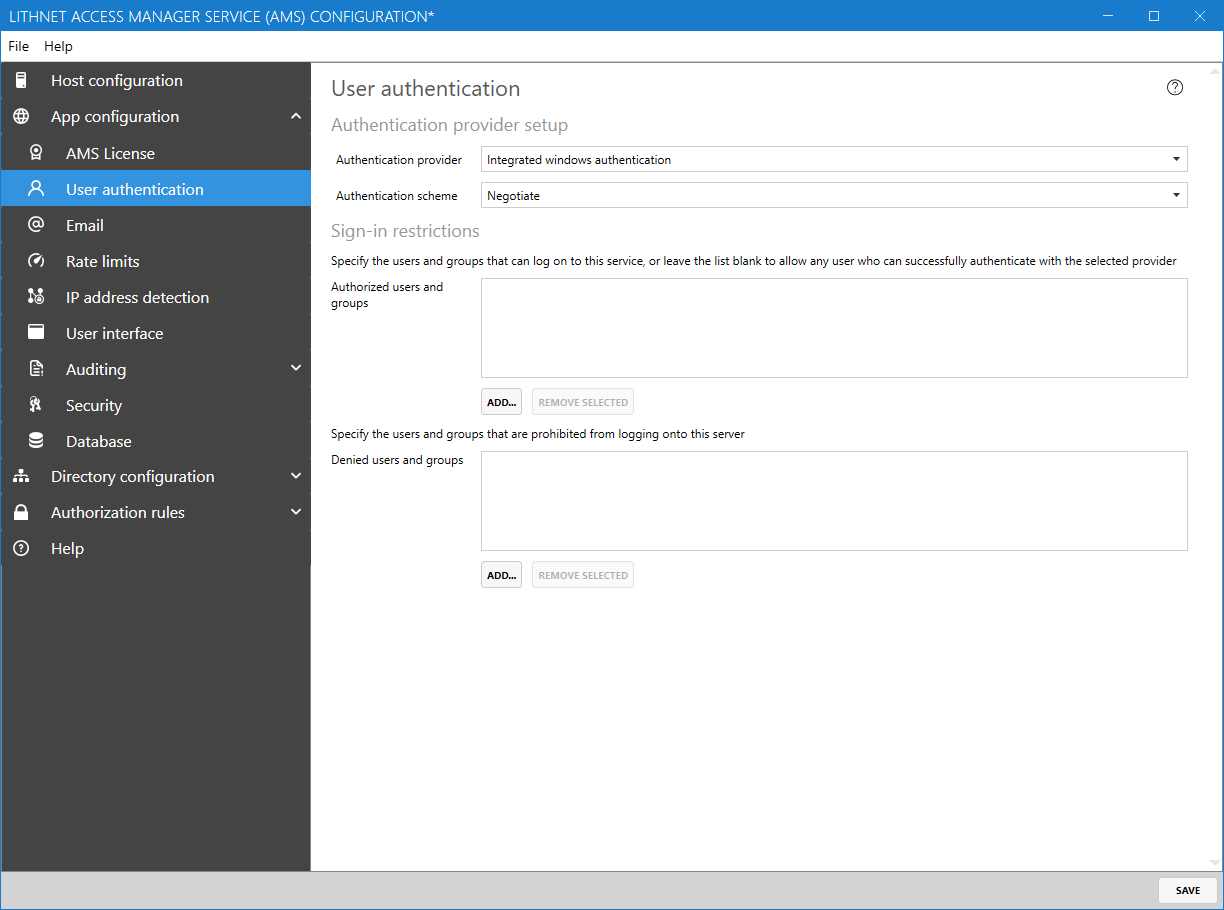 LITHNET ACCESS MANAGER SERVICE (AMS) CONFIGURATION*
File Help
Host configuration
App configuration
AMS License
User authentication
Email
Rate limits
IP address detection
User interface
Auditing
Security
Database
Directory configuration
Authorization rules
Help
User authentication
Authentication provider setup
Authentication provider Integrated windows authentication
Authentication scheme Negotiate
Sign-in restrictions
Specify the users and groups that can log on to this service, or leave the list blank to allow any user who can successfully authenticate with the selected provider
Authorized users and
groups
ADD... REMOVE SELECTED
Specify the users and groups that are prohibited from logging onto this server
Denied users and groups
ADD... REMOVE SELECTED
SAVE